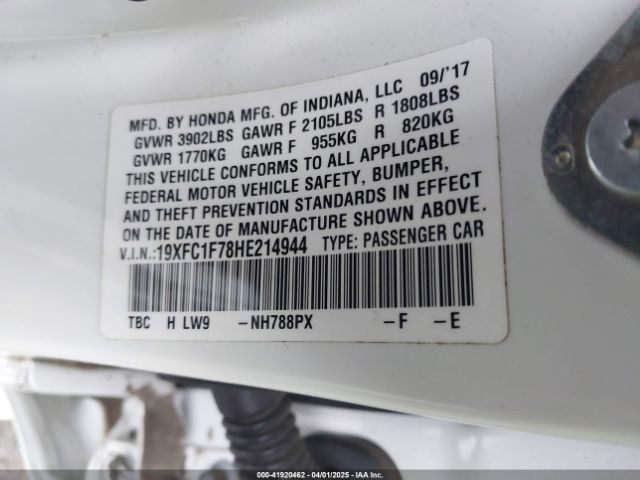 MFD. BY HONDA MFG. OF INDIANA, LLC 09/'17
GVWR 3902LBS GAWR F 2105LBS R 1808LBS
GVWR 1770KG GAWR F 955KG R 820KG
THIS VEHICLE CONFORMS TO ALL APPLICABLE
FEDERAL MOTOR VEHICLE SAFETY, BUMPER,
AND THEFT PREVENTION STANDARDS IN EFFECT
ON THE DATE OF MANUFACTURE SHOWN ABOVE.
V.I.N.:19XFC1F78HE214944 TYPE: PASSENGER CAR
TBC H LW9 -NH788PX -F -E
000-41920462 - 04/01/2025 - IAAI.COM